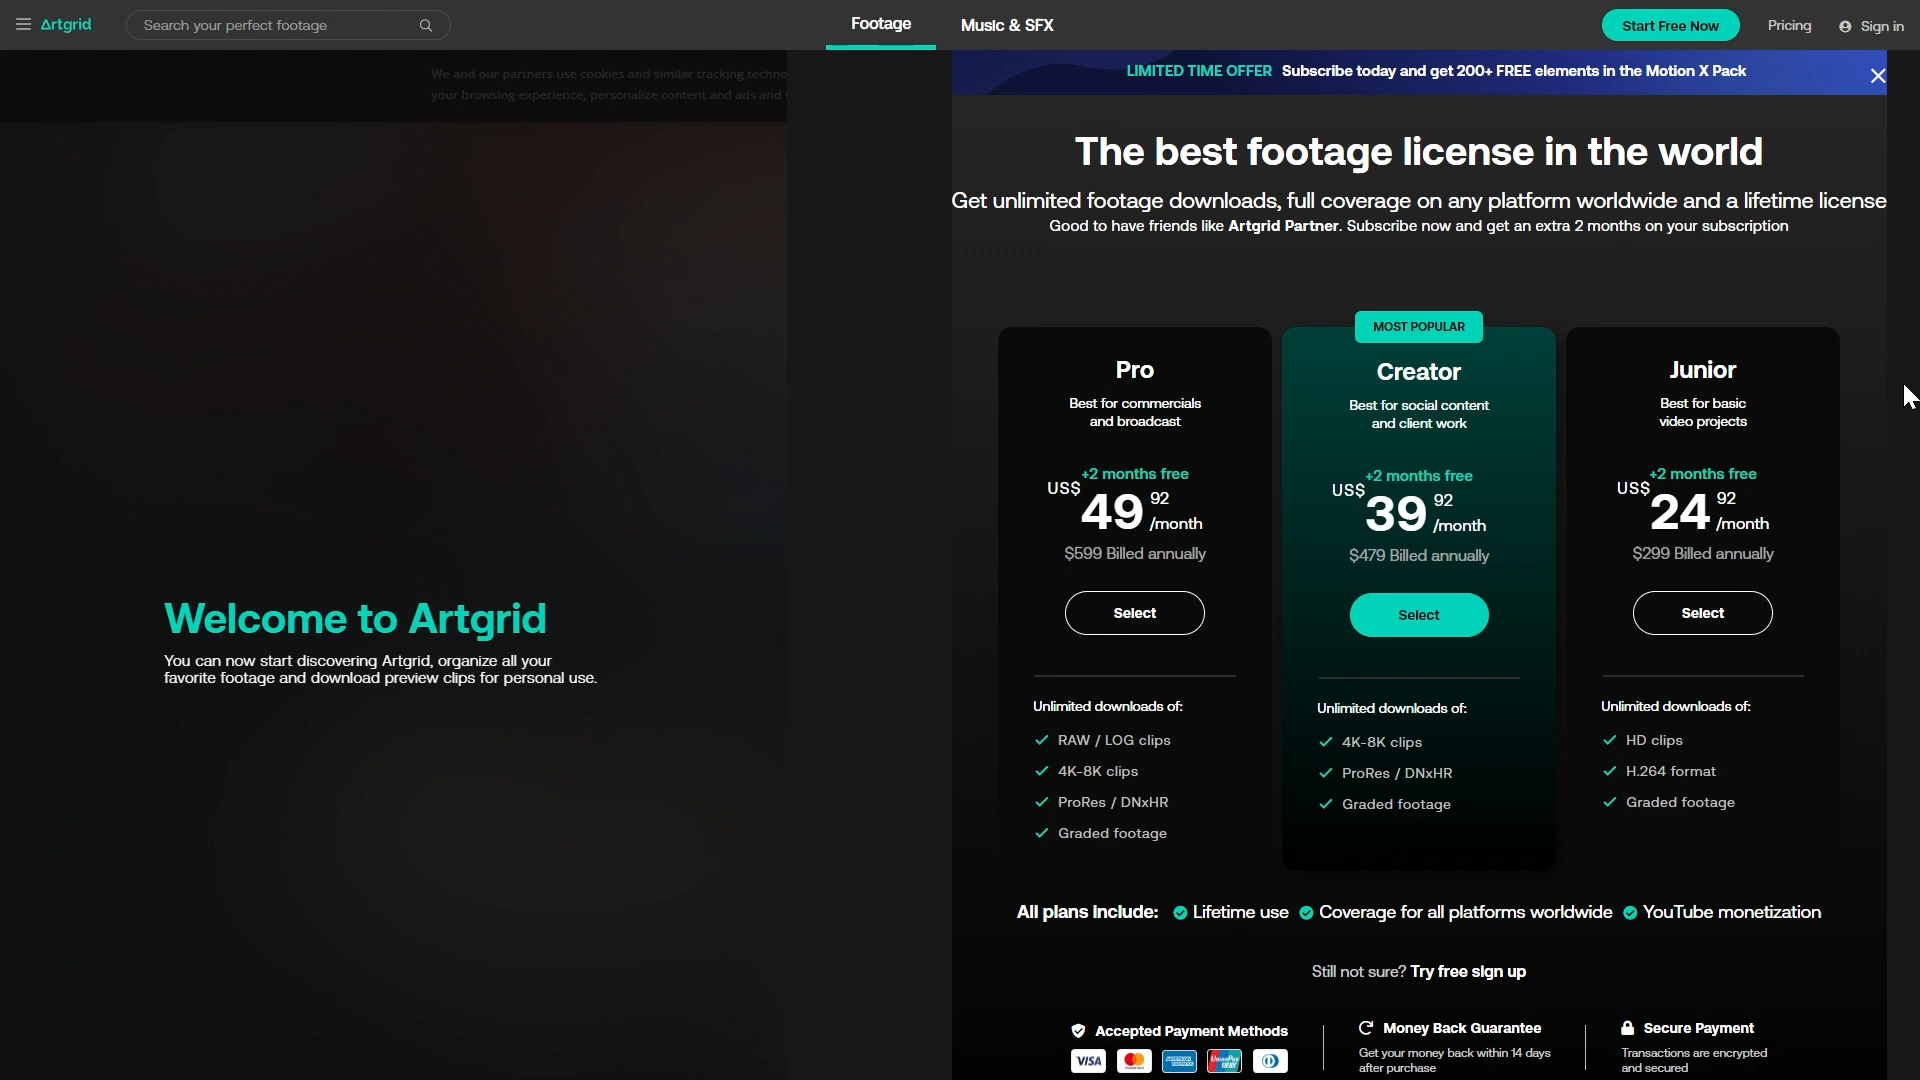 Artgrid
Search your perfect footage
Footage
Music & SFX
Start Free Now
Pricing
Sign in
We and our partners use cookies and similar tracking techno
your browsing experience, personalize content and ads and
Welcome to Artgrid
You can now start discovering Artgrid, organize all your
favorite footage and download preview clips for personal use.
LIMITED TIME OFFER Subscribe today and get 200+ FREE elements in the Motion X Pack
The best footage license in the world
Get unlimited footage downloads, full coverage on any platform worldwide and a lifetime license
Good to have friends like Artgrid Partner. Subscribe now and get an extra 2 months on your subscription
Pro
Best for commercials
and broadcast
+2 months free
US$ 49 92 /month
$599 Billed annually
Select
Unlimited downloads of:
RAW / LOG clips
4K-8K clips
ProRes / DNxHR
Graded footage
MOST POPULAR
Creator
Best for social content
and client work
+2 months free
US$ 39 92 /month
$479 Billed annually
Select
Unlimited downloads of:
4K-8K clips
ProRes / DNxHR
Graded footage
Junior
Best for basic
video projects
+2 months free
US$ 24 92 /month
$299 Billed annually
Select
Unlimited downloads of:
HD clips
H.264 format
Graded footage
All plans include: Lifetime use Coverage for all platforms worldwide YouTube monetization
Still not sure? Try free sign up
Accepted Payment Methods
VISA
Money Back Guarantee
Get your money back within 14 days
after purchase
Secure Payment
Transactions are encrypted
and secured